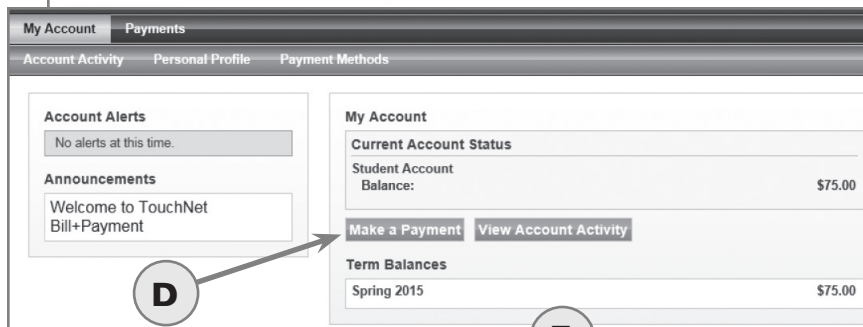 My Account Payments
Account Activity Personal Profile Payment Methods
Account Alerts
No alerts at this time.
Announcements
Welcome to TouchNet
Bill+Payment
My Account
Current Account Status
Student Account
Balance: $75.00
Make a Payment View Account Activity
Term Balances
Spring 2015 $75.00
D